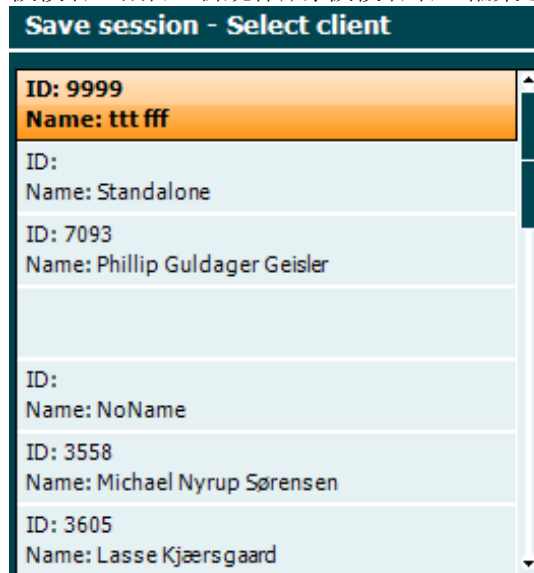 Save session - Select client
ID: 9999
Name: ttt fff
ID:
Name: Standalone
ID: 7093
Name: Phillip Guldager Geisler
ID:
Name: NoName
ID: 3558
Name: Michael Nyrup Sørensen
ID: 3605
Name: Lasse Kjærsgaard